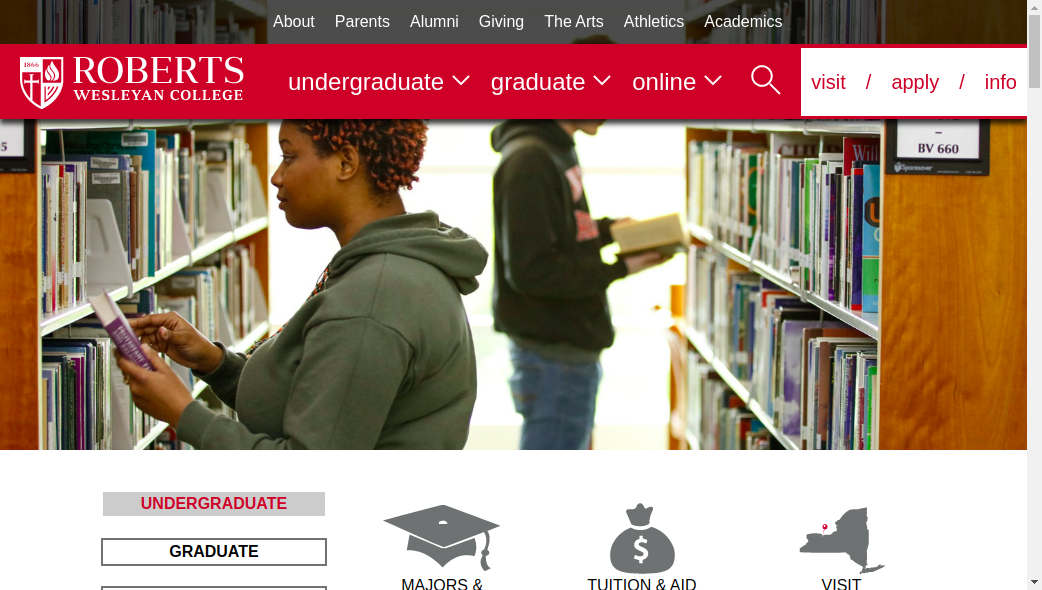 About Parents Alumni Giving The Arts Athletics Academics
1866 ROBERTS
WESLEYAN COLLEGE
undergraduate graduate online visit / apply / info
–
BV 660
Spacesaver
UNDERGRADUATE
GRADUATE
MAJORS & TUITION & AID VISIT